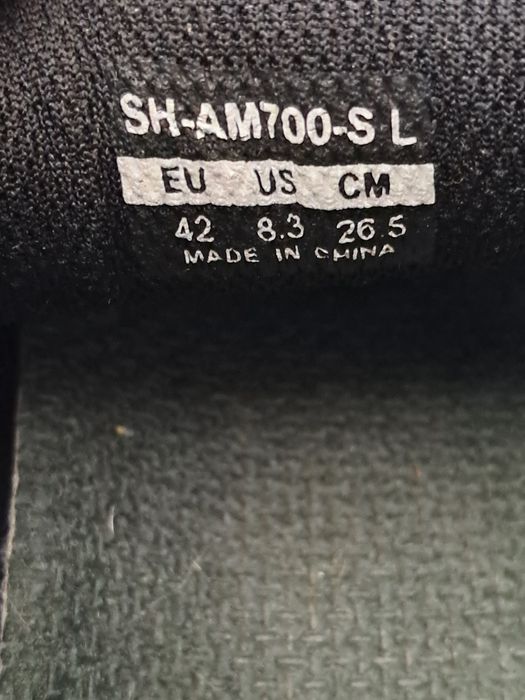 SH-AM700-S L
EU US CM
42 8.3 26.5
MADE IN CHINA